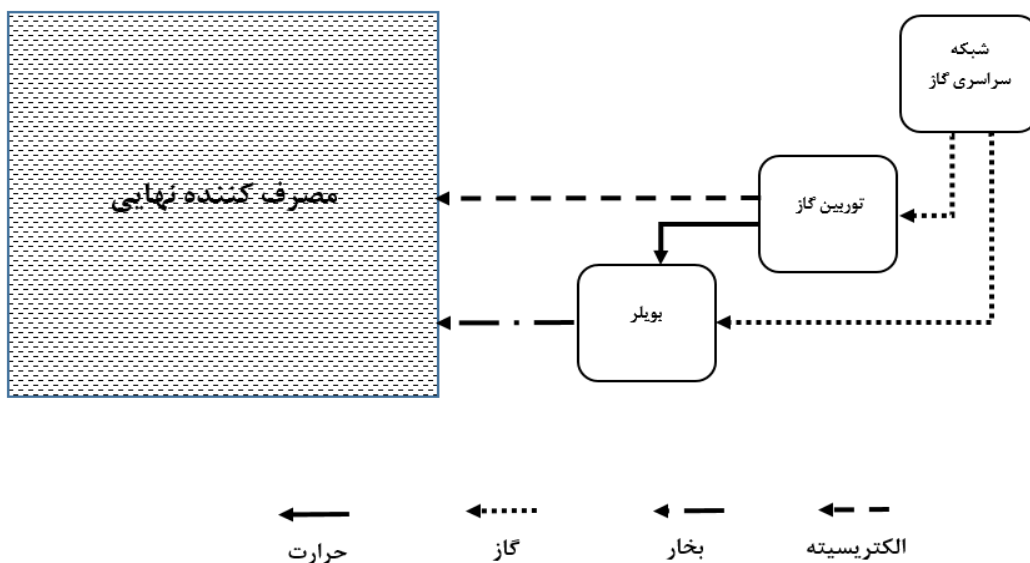 شبکه
سراسری گاز
توربین گاز
مصرف کننده نهایی
بویلر
الکتریسیته
بخار
گاز
حرارت